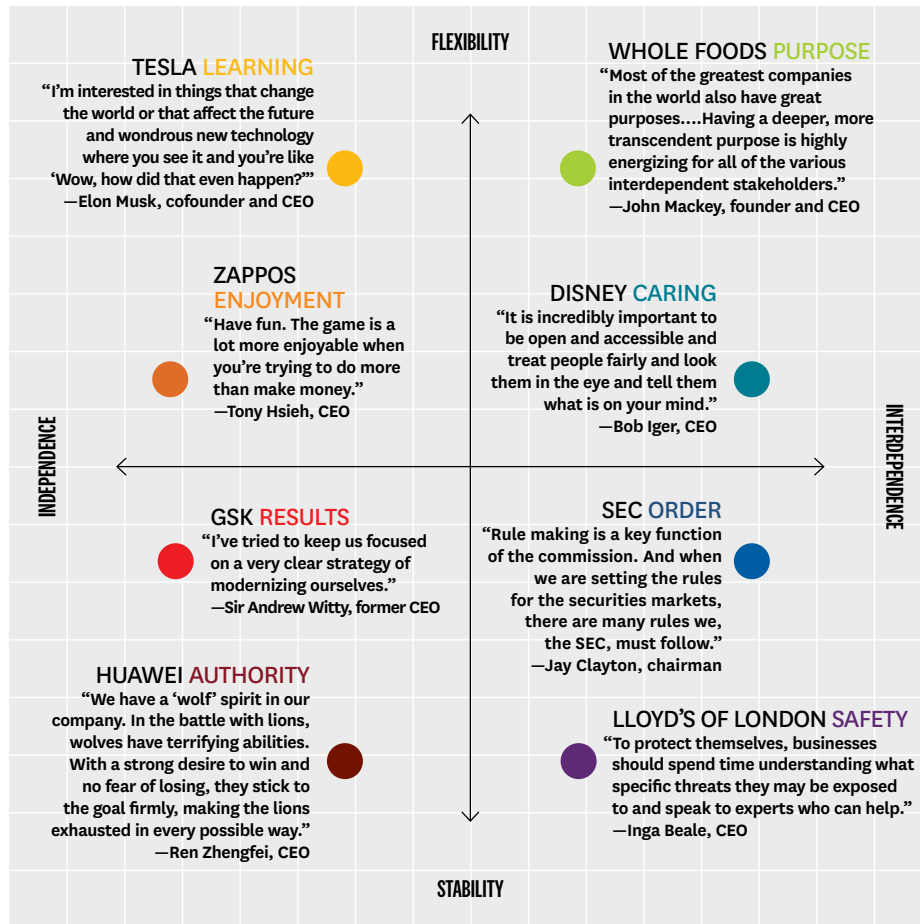 FLEXIBILITY
TESLA LEARNING
“I’m interested in things that change
the world or that affect the future
and wondrous new technology
where you see it and you’re like
‘Wow, how did that even happen?’”
—Elon Musk, cofounder and CEO
WHOLE FOODS PURPOSE
“Most of the greatest companies
in the world also have great
purposes....Having a deeper, more
transcendent purpose is highly
energizing for all of the various
interdependent stakeholders.”
—John Mackey, founder and CEO
ZAPPOS
ENJOYMENT
“Have fun. The game is a
lot more enjoyable when
you’re trying to do more
than make money.”
—Tony Hsieh, CEO
DISNEY CARING
“It is incredibly important to
be open and accessible and
treat people fairly and look
them in the eye and tell them
what is on your mind.”
—Bob Iger, CEO
INDEPENDENCE
INTERDEPENDENCE
GSK RESULTS
“I’ve tried to keep us focused
on a very clear strategy of
modernizing ourselves.”
—Sir Andrew Witty, former CEO
SEC ORDER
“Rule making is a key function
of the commission. And when
we are setting the rules
for the securities markets,
there are many rules we,
the SEC, must follow.”
—Jay Clayton, chairman
HUAWEI AUTHORITY
“We have a ‘wolf’ spirit in our
company. In the battle with lions,
wolves have terrifying abilities.
With a strong desire to win and
no fear of losing, they stick to
the goal firmly, making the lions
exhausted in every possible way.”
—Ren Zhengfei, CEO
LLOYD’S OF LONDON SAFETY
“To protect themselves, businesses
should spend time understanding what
specific threats they may be exposed
to and speak to experts who can help.”
—Inga Beale, CEO
STABILITY